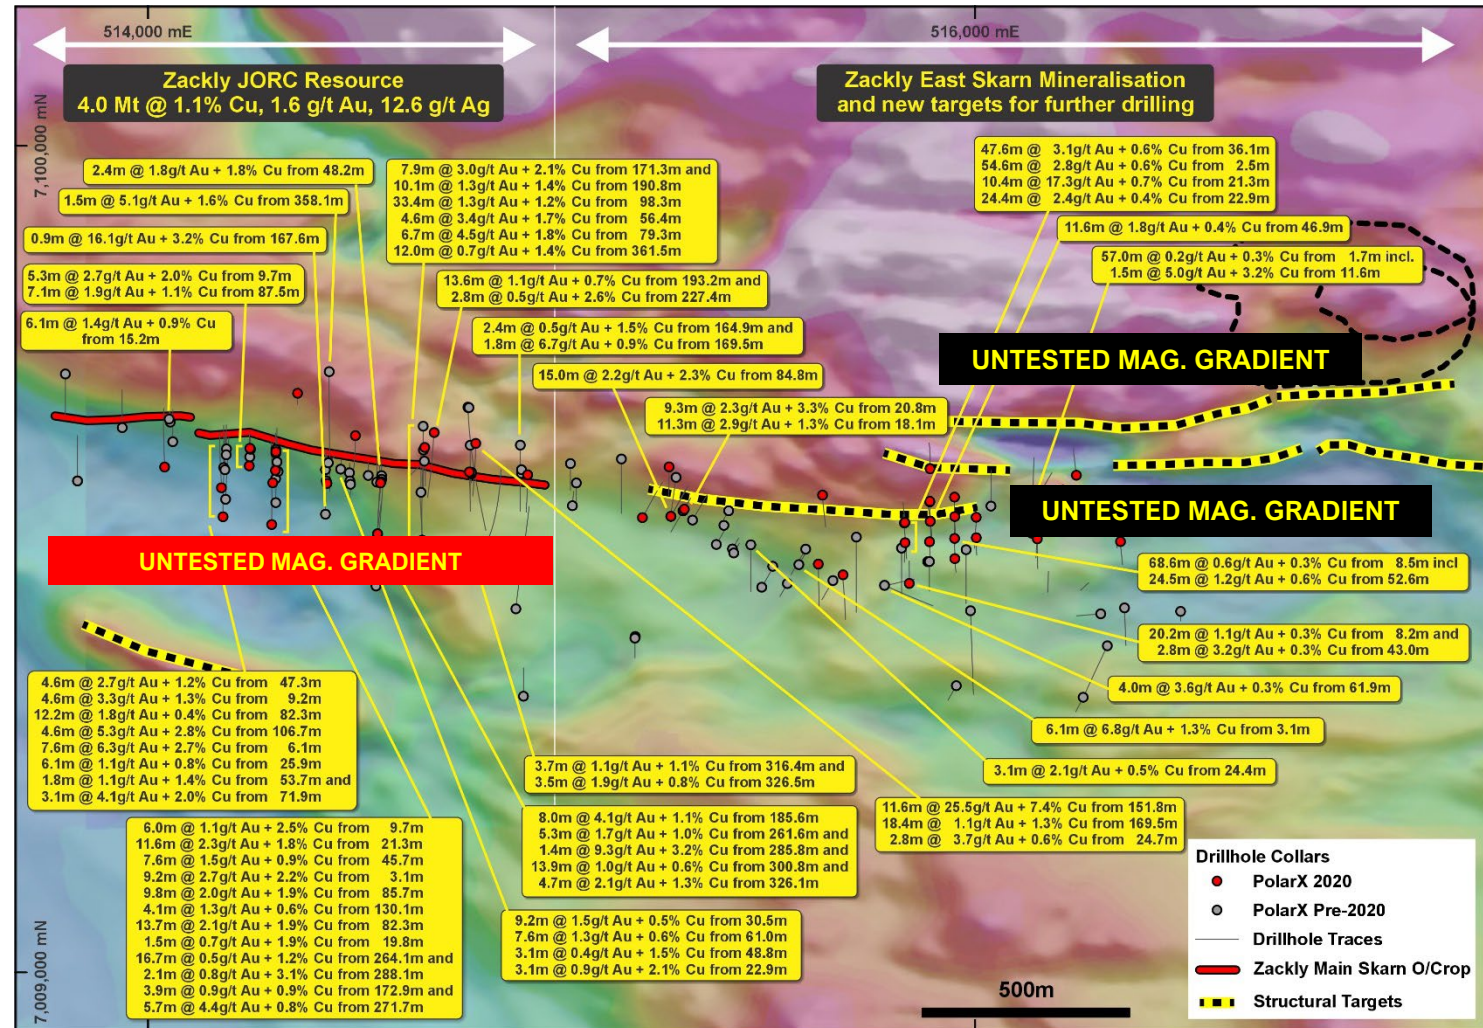 514,000 mE
516,000 mE
Zackly JORC Resource
4.0 Mt @ 1.1% Cu, 1.6 g/t Au, 12.6 g/t Ag
Zackly East Skarn Mineralisation
and new targets for further drilling
7,100,000 mN
2.4m @ 1.8g/t Au + 1.8% Cu from 48.2m
1.5m @ 5.1g/t Au + 1.6% Cu from 358.1m
0.9m @ 16.1g/t Au + 3.2% Cu from 167.6m
5.3m @ 2.7g/t Au + 2.0% Cu from 9.7m
7.1m @ 1.9g/t Au + 1.1% Cu from 87.5m
6.1m @ 1.4g/t Au + 0.9% Cu
from 15.2m
7.9m @ 3.0g/t Au + 2.1% Cu from 171.3m and
10.1m @ 1.3g/t Au + 1.4% Cu from 190.8m
33.4m @ 1.3g/t Au + 1.2% Cu from 98.3m
4.6m @ 3.4g/t Au + 1.7% Cu from 56.4m
6.7m @ 4.5g/t Au + 1.8% Cu from 79.3m
12.0m @ 0.7g/t Au + 1.4% Cu from 361.5m
13.6m @ 1.1g/t Au + 0.7% Cu from 193.2m and
2.8m @ 0.5g/t Au + 2.6% Cu from 227.4m
2.4m @ 0.5g/t Au + 1.5% Cu from 164.9m and
1.8m @ 6.7g/t Au + 0.9% Cu from 169.5m
15.0m @ 2.2g/t Au + 2.3% Cu from 84.8m
9.3m @ 2.3g/t Au + 3.3% Cu from 20.8m
11.3m @ 2.9g/t Au + 1.3% Cu from 18.1m
47.6m @ 3.1g/t Au + 0.6% Cu from 36.1m
54.6m @ 2.8g/t Au + 0.6% Cu from 2.5m
10.4m @ 17.3g/t Au + 0.7% Cu from 21.3m
24.4m @ 2.4g/t Au + 0.4% Cu from 22.9m
11.6m @ 1.8g/t Au + 0.4% Cu from 46.9m
57.0m @ 0.2g/t Au + 0.3% Cu from 1.7m incl.
1.5m @ 5.0g/t Au + 3.2% Cu from 11.6m
UNTESTED MAG. GRADIENT
UNTESTED MAG. GRADIENT
UNTESTED MAG. GRADIENT
68.6m @ 0.6g/t Au + 0.3% Cu from 8.5m incl
24.5m @ 1.2g/t Au + 0.6% Cu from 52.6m
20.2m @ 1.1g/t Au + 0.3% Cu from 8.2m and
2.8m @ 3.2g/t Au + 0.3% Cu from 43.0m
4.0m @ 3.6g/t Au + 0.3% Cu from 61.9m
6.1m @ 6.8g/t Au + 1.3% Cu from 3.1m
3.1m @ 2.1g/t Au + 0.5% Cu from 24.4m
11.6m @ 25.5g/t Au + 7.4% Cu from 151.8m
18.4m @ 1.1g/t Au + 1.3% Cu from 169.5m
2.8m @ 3.7g/t Au + 0.6% Cu from 24.7m
4.6m @ 2.7g/t Au + 1.2% Cu from 47.3m
4.6m @ 3.3g/t Au + 1.3% Cu from 9.2m
12.2m @ 1.8g/t Au + 0.4% Cu from 82.3m
4.6m @ 5.3g/t Au + 2.8% Cu from 106.7m
7.6m @ 6.3g/t Au + 2.7% Cu from 6.1m
6.1m @ 1.1g/t Au + 0.8% Cu from 25.9m
1.8m @ 1.1g/t Au + 1.4% Cu from 53.7m and
3.1m @ 4.1g/t Au + 2.0% Cu from 71.9m
3.7m @ 1.1g/t Au + 1.1% Cu from 316.4m and
3.5m @ 1.9g/t Au + 0.8% Cu from 326.5m
8.0m @ 4.1g/t Au + 1.1% Cu from 185.6m
5.3m @ 1.7g/t Au + 1.0% Cu from 261.6m and
1.4m @ 9.3g/t Au + 3.2% Cu from 285.8m and
13.9m @ 1.0g/t Au + 0.6% Cu from 300.8m and
4.7m @ 2.1g/t Au + 1.3% Cu from 326.1m
6.0m @ 1.1g/t Au + 2.5% Cu from 9.7m
11.6m @ 2.3g/t Au + 1.8% Cu from 21.3m
7.6m @ 1.5g/t Au + 0.9% Cu from 45.7m
9.2m @ 2.7g/t Au + 2.2% Cu from 3.1m
9.8m @ 2.0g/t Au + 1.9% Cu from 85.7m
4.1m @ 1.3g/t Au + 0.6% Cu from 130.1m
13.7m @ 2.1g/t Au + 1.9% Cu from 82.3m
1.5m @ 0.7g/t Au + 1.9% Cu from 19.8m
16.7m @ 0.5g/t Au + 1.2% Cu from 264.1m and
2.1m @ 0.8g/t Au + 3.1% Cu from 288.1m
3.9m @ 0.9g/t Au + 0.9% Cu from 172.9m and
5.7m @ 4.4g/t Au + 0.8% Cu from 271.7m
9.2m @ 1.5g/t Au + 0.5% Cu from 30.5m
7.6m @ 1.3g/t Au + 0.6% Cu from 61.0m
3.1m @ 0.4g/t Au + 1.5% Cu from 48.8m
3.1m @ 0.9g/t Au + 2.1% Cu from 22.9m
7,009,000 mN
500m
Drillhole Collars
PolarX 2020
PolarX Pre-2020
Drillhole Traces
Zackly Main Skarn O/Crop
Structural Targets